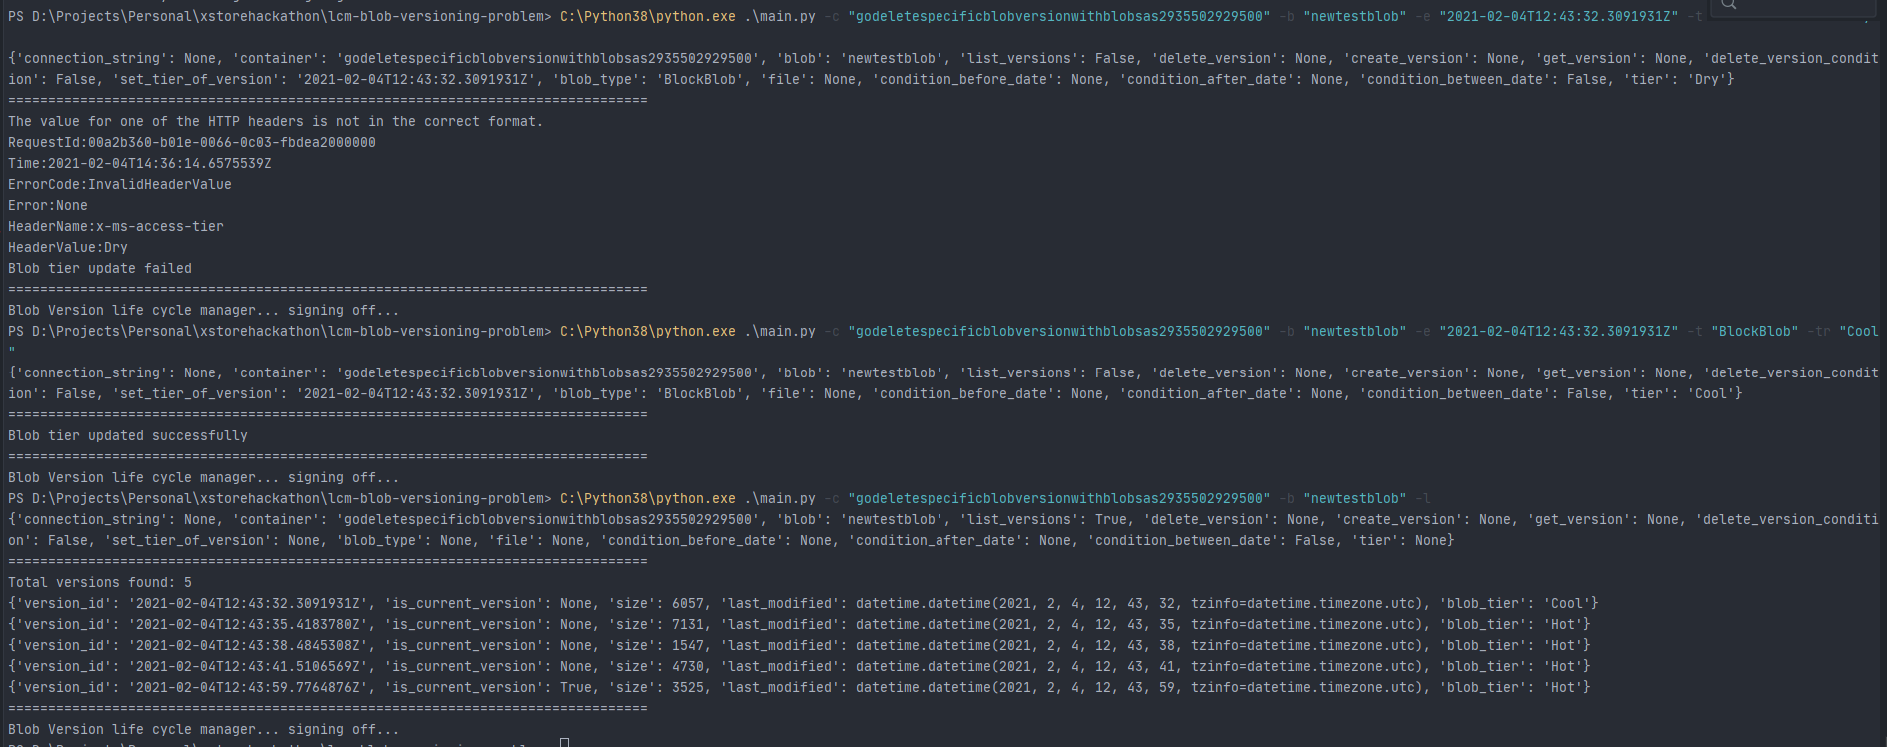 PS D:\Projects\Personal\xstorehackathon\lcm-blob-versioning-problem> C:\Python38\python.exe .\main.py -c "godeletespecificblobversionwithblobsas2935502929500" -b "newtestblob" -e "2021-02-04T12:43:32.3091931Z" -t
{'connection_string': None, 'container': 'godeletespecificblobversionwithblobsas2935502929500', 'blob': 'newtestblob', 'list_versions': False, 'delete_version': None, 'create_version': None, 'get_version': None, 'delete_version_condit
ion': False, 'set_tier_of_version': '2021-02-04T12:43:32.3091931Z', 'blob_type': 'BlockBlob', 'file': None, 'condition_before_date': None, 'condition_after_date': None, 'condition_between_date': False, 'tier': 'Dry'}
================================================================================
The value for one of the HTTP headers is not in the correct format.
RequestId:00a2b360-b01e-0066-0c03-fbdea2000000
Time:2021-02-04T14:36:14.6575539Z
ErrorCode:InvalidHeaderValue
Error:None
HeaderName:x-ms-access-tier
HeaderValue:Dry
Blob tier update failed
================================================================================
Blob Version life cycle manager... signing off...
PS D:\Projects\Personal\xstorehackathon\lcm-blob-versioning-problem> C:\Python38\python.exe .\main.py -c "godeletespecificblobversionwithblobsas2935502929500" -b "newtestblob" -e "2021-02-04T12:43:32.3091931Z" -t "BlockBlob" -tr "Cool
"
{'connection_string': None, 'container': 'godeletespecificblobversionwithblobsas2935502929500', 'blob': 'newtestblob', 'list_versions': False, 'delete_version': None, 'create_version': None, 'get_version': None, 'delete_version_condit
ion': False, 'set_tier_of_version': '2021-02-04T12:43:32.3091931Z', 'blob_type': 'BlockBlob', 'file': None, 'condition_before_date': None, 'condition_after_date': None, 'condition_between_date': False, 'tier': 'Cool'}
================================================================================
Blob tier updated successfully
================================================================================
Blob Version life cycle manager... signing off...
PS D:\Projects\Personal\xstorehackathon\lcm-blob-versioning-problem> C:\Python38\python.exe .\main.py -c "godeletespecificblobversionwithblobsas2935502929500" -b "newtestblob" -l
{'connection_string': None, 'container': 'godeletespecificblobversionwithblobsas2935502929500', 'blob': 'newtestblob', 'list_versions': True, 'delete_version': None, 'create_version': None, 'get_version': None, 'delete_version_conditi
on': False, 'set_tier_of_version': None, 'blob_type': None, 'file': None, 'condition_before_date': None, 'condition_after_date': None, 'condition_between_date': False, 'tier': None}
================================================================================
Total versions found: 5
{'version_id': '2021-02-04T12:43:32.3091931Z', 'is_current_version': None, 'size': 6057, 'last_modified': datetime.datetime(2021, 2, 4, 12, 43, 32, tzinfo=datetime.timezone.utc), 'blob_tier': 'Cool'}
{'version_id': '2021-02-04T12:43:35.4183780Z', 'is_current_version': None, 'size': 7131, 'last_modified': datetime.datetime(2021, 2, 4, 12, 43, 35, tzinfo=datetime.timezone.utc), 'blob_tier': 'Hot'}
{'version_id': '2021-02-04T12:43:38.4845308Z', 'is_current_version': None, 'size': 1547, 'last_modified': datetime.datetime(2021, 2, 4, 12, 43, 38, tzinfo=datetime.timezone.utc), 'blob_tier': 'Hot'}
{'version_id': '2021-02-04T12:43:41.5106569Z', 'is_current_version': None, 'size': 4730, 'last_modified': datetime.datetime(2021, 2, 4, 12, 43, 41, tzinfo=datetime.timezone.utc), 'blob_tier': 'Hot'}
{'version_id': '2021-02-04T12:43:59.7764876Z', 'is_current_version': True, 'size': 3525, 'last_modified': datetime.datetime(2021, 2, 4, 12, 43, 59, tzinfo=datetime.timezone.utc), 'blob_tier': 'Hot'}
================================================================================
Blob Version life cycle manager... signing off...